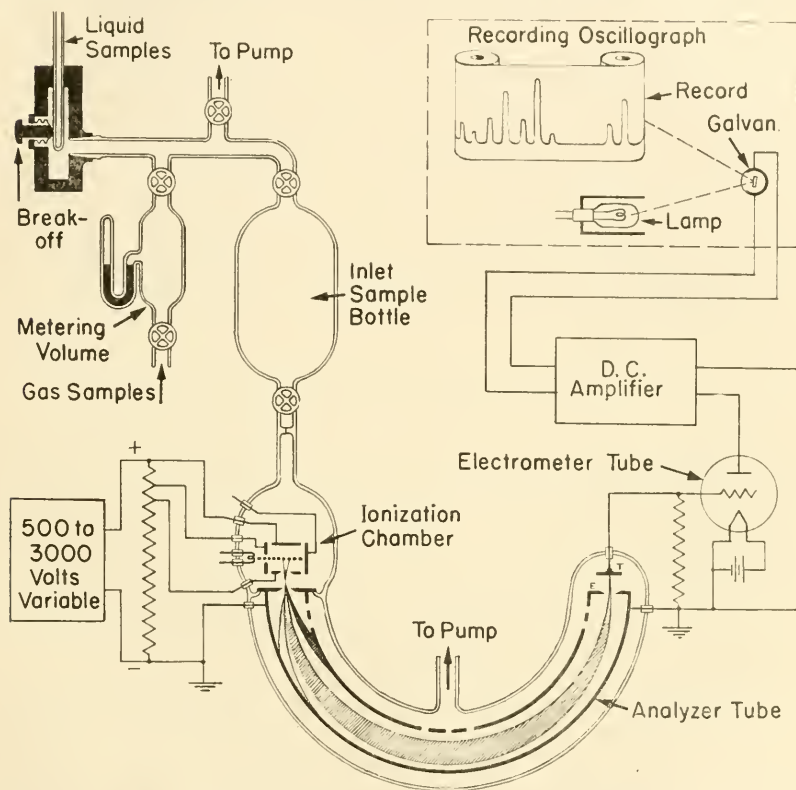 Liquid
Samples
To Pump
Recording Oscillograph
Record
Galvan.
Lamp
Break-
off
Metering
Volume
Gas Samples
Inlet
Sample
Bottle
D. C.
Amplifier
Electrometer Tube
+
500 to
3000
Volts
Variable
−
Ionization
Chamber
T
E
To Pump
Analyzer Tube